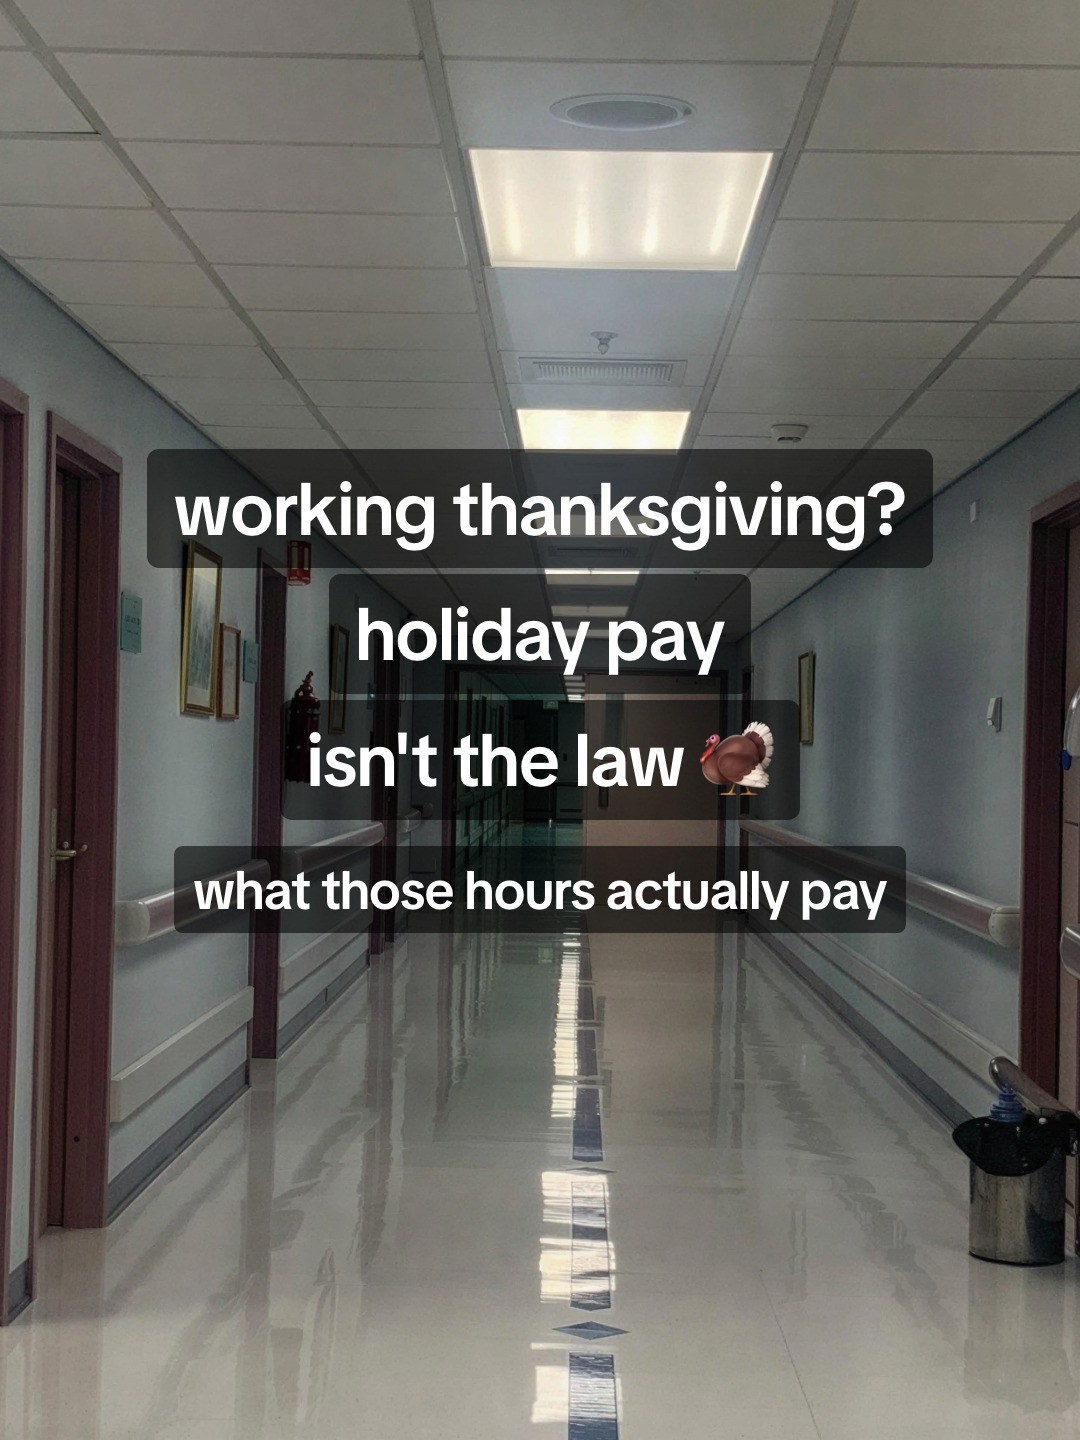 working thanksgiving?
holiday pay
isn't the law 🦃
what those hours actually pay